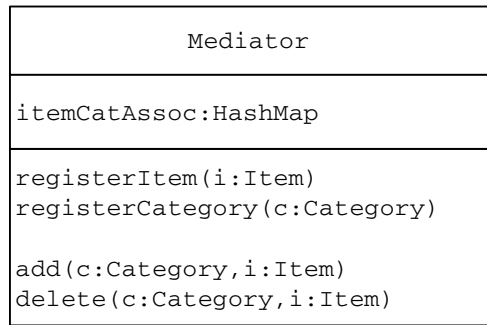 Mediator
itemCatAssoc:HashMap
registerItem(i:Item)
registerCategory(c:Category)
add(c:Category,i:Item)
delete(c:Category,i:Item)